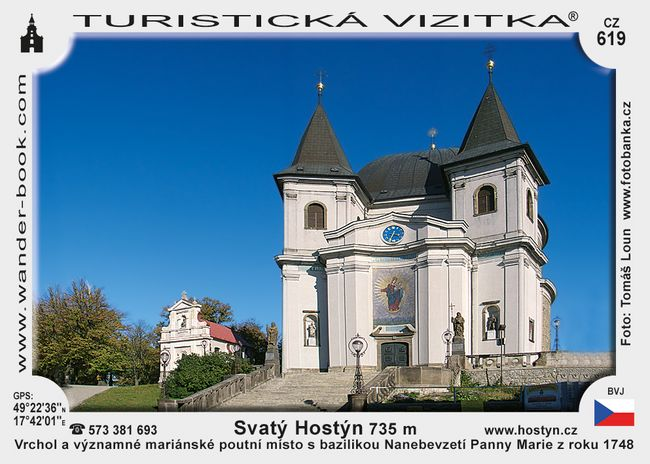 TURISTICKÁ VIZITKA®
CZ
619
www.wander-book.com
Foto: Tomáš Loun www.fotobanka.cz
GPS:
49°22'36"N
17°42'01"E
☎ 573 381 693
Svatý Hostýn 735 m
www.hostyn.cz
BVJ
Vrchol a významné mariánské poutní místo s bazilikou Nanebevzetí Panny Marie z roku 1748